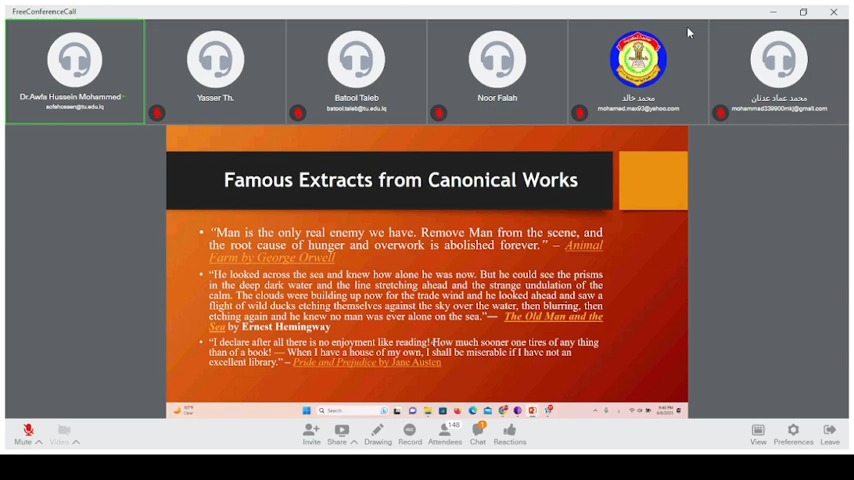 FreeConferenceCall
Dr.Awfa Hussein Mohammed
aofahossen@tu.edu.iq
Yasser Th.
Batool Taleb
batool.taleb@tu.edu.iq
Noor Falah
محمد خالد
mohamed.max93@yahoo.com
محمد عماد عدنان
mohammad339900mkj@gmail.com
Famous Extracts from Canonical Works
• "Man is the only real enemy we have. Remove Man from the scene, and
the root cause of hunger and overwork is abolished forever." – Animal
Farm by George Orwell
• "He looked across the sea and knew how alone he was now. But he could see the prisms
in the deep dark water and the line stretching ahead and the strange undulation of the
calm. The clouds were building up now for the trade wind and he looked ahead and saw a
flight of wild ducks etching themselves against the sky over the water, then blurring, then
etching again and he knew no man was ever alone on the sea."— The Old Man and the
Sea by Ernest Hemingway
• "I declare after all there is no enjoyment like reading! How much sooner one tires of any thing
than of a book! — When I have a house of my own, I shall be miserable if I have not an
excellent library." – Pride and Prejudice by Jane Austen
Clear
Search
Mute
Video
Invite
Share
Drawing
Record
148
Attendees
1
Chat
Reactions
View
Preferences
Leave